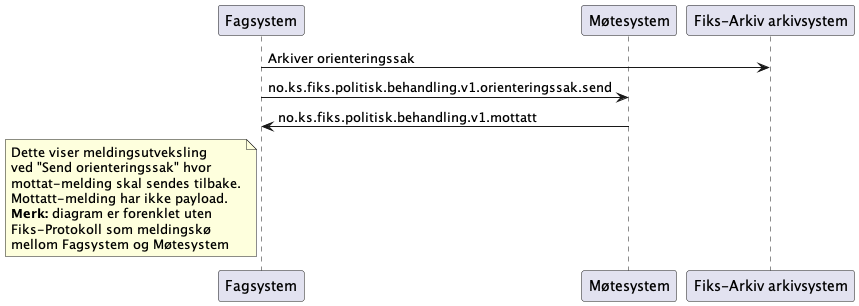 Fagsystem
Møtesystem
Fiks-Arkiv arkivsystem
Arkiver orienteringssak
no.ks.fiks.politisk.behandling.v1.orienteringssak.send
no.ks.fiks.politisk.behandling.v1.mottatt
Dette viser meldingsutveksling
ved "Send orienteringssak" hvor
mottat-melding skal sendes tilbake.
Mottatt-melding har ikke payload.
Merk: diagram er forenklet uten
Fiks-Protokoll som meldingskø
mellom Fagsystem og Møtesystem
Fagsystem
Møtesystem
Fiks-Arkiv arkivsystem